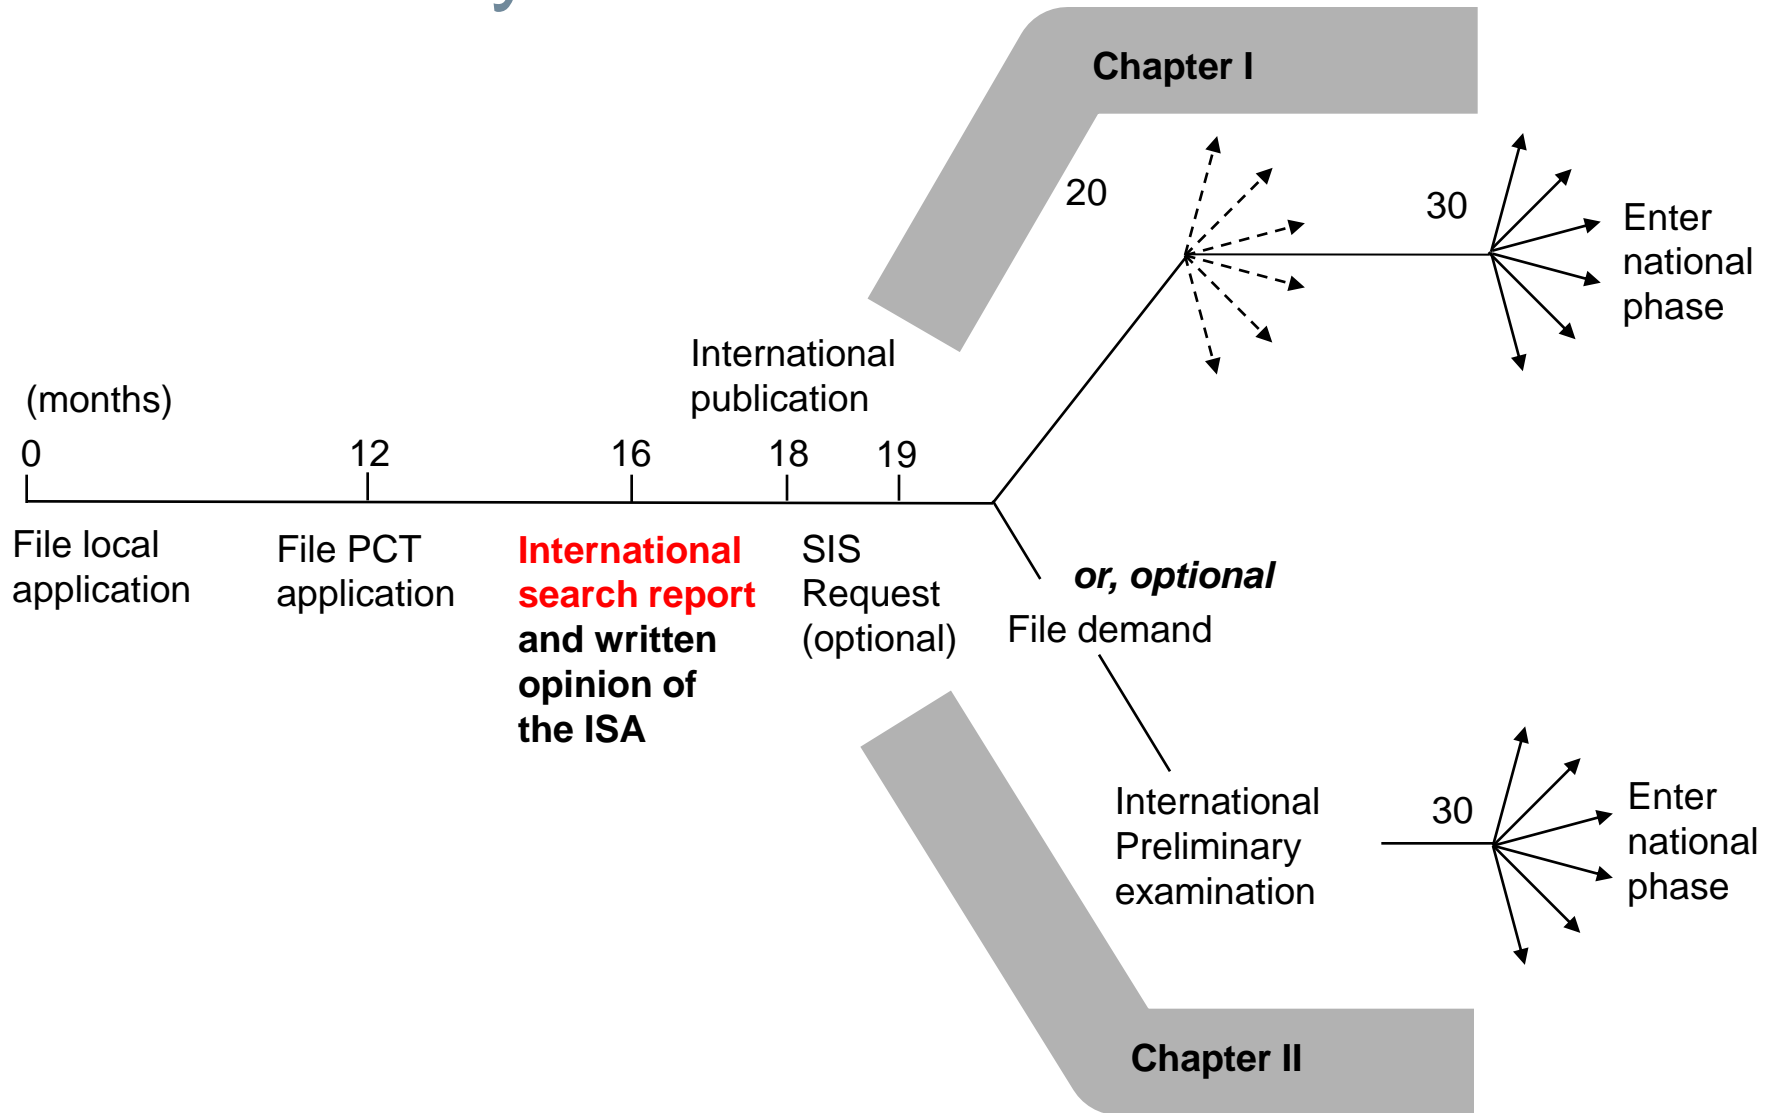 Chapter I
20
30
Enter
national
phase
International
publication
(months)
0
12
16
18
19
File local
application
File PCT
application
International
search report
and written
opinion of
the ISA
SIS
Request
(optional)
or, optional
File demand
International
Preliminary
examination
30
Enter
national
phase
Chapter II